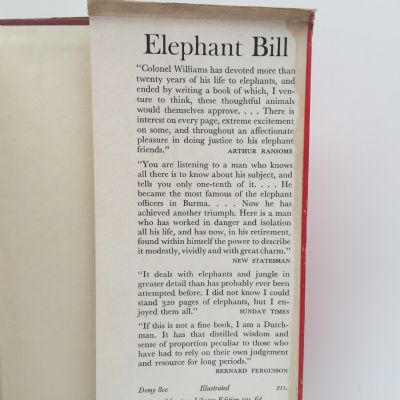 Elephant Bill
“Colonel Williams has devoted more than
twenty years of his life to elephants, and
ended by writing a book of which, I ven-
ture to think, these thoughtful animals
would themselves approve. . . . There is
interest on every page, extreme excitement
on some, and throughout an affectionate
pleasure in doing justice to his elephant
friends.” ARTHUR RANSOME
“You are listening to a man who knows
all there is to know about his subject, and
tells you only one-tenth of it. . . . He
became the most famous of the elephant
officers in Burma. . . . Now he has
achieved another triumph. Here is a man
who has worked in danger and isolation
all his life, and has now, in his retirement,
found within himself the power to describe
it modestly, vividly and with great charm.”
NEW STATESMAN
“It deals with elephants and jungle in
greater detail than has probably ever been
attempted before. I did not know I could
stand 320 pages of elephants, but I en-
joyed them all.” SUNDAY TIMES
“If this is not a fine book, I am a Dutch-
man. It has that distilled wisdom and
sense of proportion peculiar to those who
have had to rely on their own judgement
and resource for long periods.”
BERNARD FERGUSSON
Demy 8vo Illustrated 21s.
Library Edition